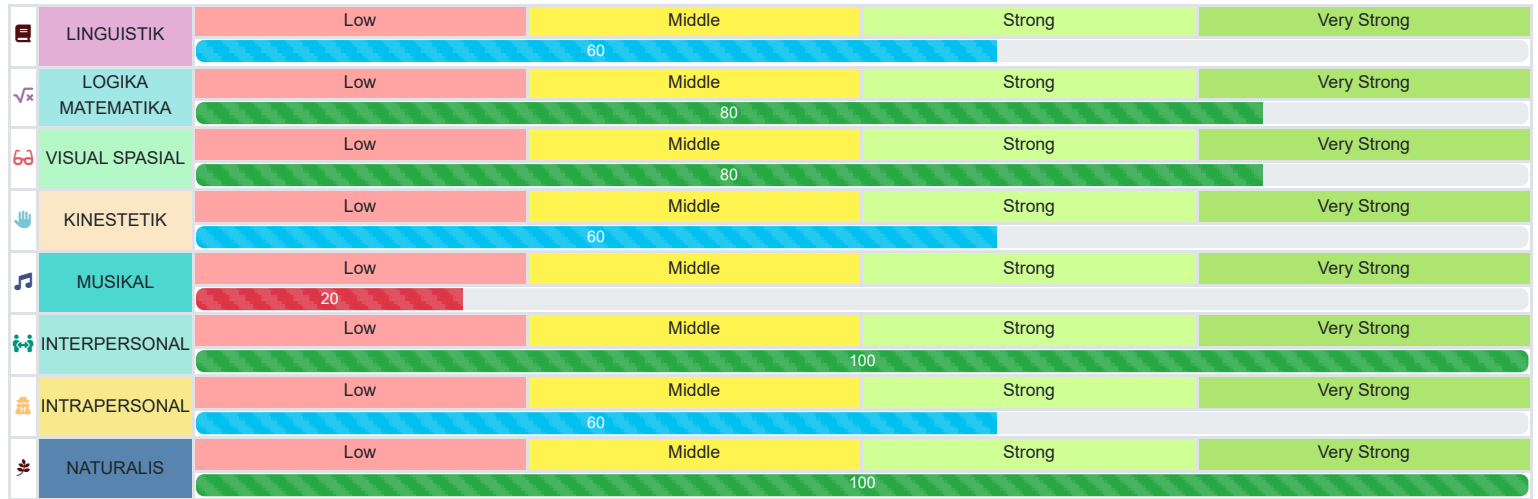 LINGUISTIK
Low Middle Strong Very Strong
60
LOGIKA
MATEMATIKA
Low Middle Strong Very Strong
80
VISUAL SPASIAL
Low Middle Strong Very Strong
80
KINESTETIK
Low Middle Strong Very Strong
60
MUSIKAL
Low Middle Strong Very Strong
20
INTERPERSONAL
Low Middle Strong Very Strong
100
INTRAPERSONAL
Low Middle Strong Very Strong
60
NATURALIS
Low Middle Strong Very Strong
100